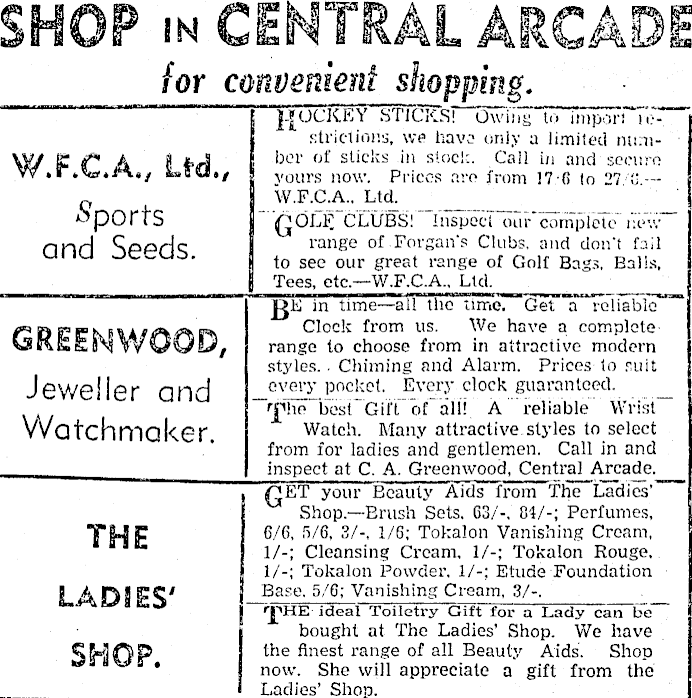 SHOP IN CENTRAL ARCADE
for convenient shopping.
W.F.C.A., Ltd.,
Sports
and Seeds.
HOCKEY STICKS! Owing to import re-
strictions, we have only a limited num-
ber of sticks in stock. Call in and secure
yours now. Prices are from 17/6 to 27/6.—
W.F.C.A., Ltd.
GOLF CLUBS! Inspect our complete new
range of Forgan's Clubs, and don't fail
to see our great range of Golf Bags, Balls,
Tees, etc.—W.F.C.A., Ltd.
GREENWOOD,
Jeweller and
Watchmaker.
BE in time—all the time. Get a reliable
Clock from us. We have a complete
range to choose from in attractive modern
styles. Chiming and Alarm. Prices to suit
every pocket. Every clock guaranteed.
The best Gift of all! A reliable Wrist
Watch. Many attractive styles to select
from for ladies and gentlemen. Call in and
inspect at C. A. Greenwood, Central Arcade.
THE
LADIES'
SHOP.
GET your Beauty Aids from The Ladies'
Shop.—Brush Sets, 63/-, 84/-; Perfumes,
6/6, 5/6, 3/-, 1/6; Tokalon Vanishing Cream,
1/-; Cleansing Cream, 1/-; Tokalon Rouge,
1/-; Tokalon Powder, 1/-; Etude Foundation
Base, 5/6; Vanishing Cream, 3/-.
THE ideal Toiletry Gift for a Lady can be
bought at The Ladies' Shop. We have
the finest range of all Beauty Aids. Shop
now. She will appreciate a gift from the
Ladies' Shop.